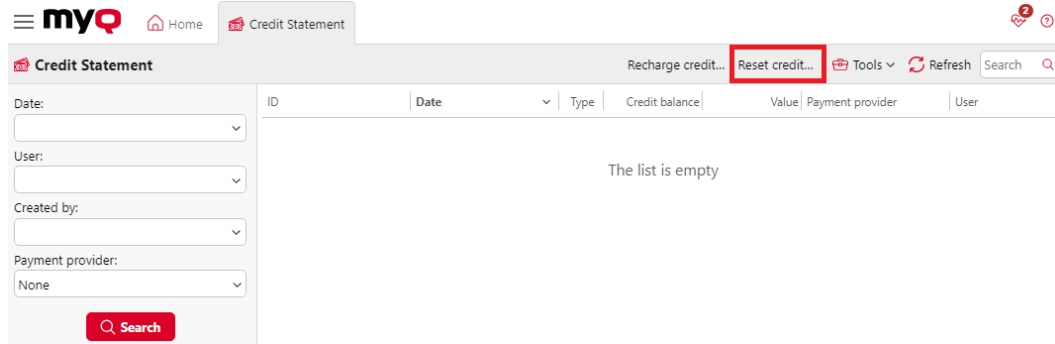 myQ Home Credit Statement 2
Credit Statement Recharge credit... Reset credit... Tools Refresh Search
Date:
User:
Created by:
Payment provider:
None
Search
ID Date Type Credit balance Value Payment provider User
The list is empty